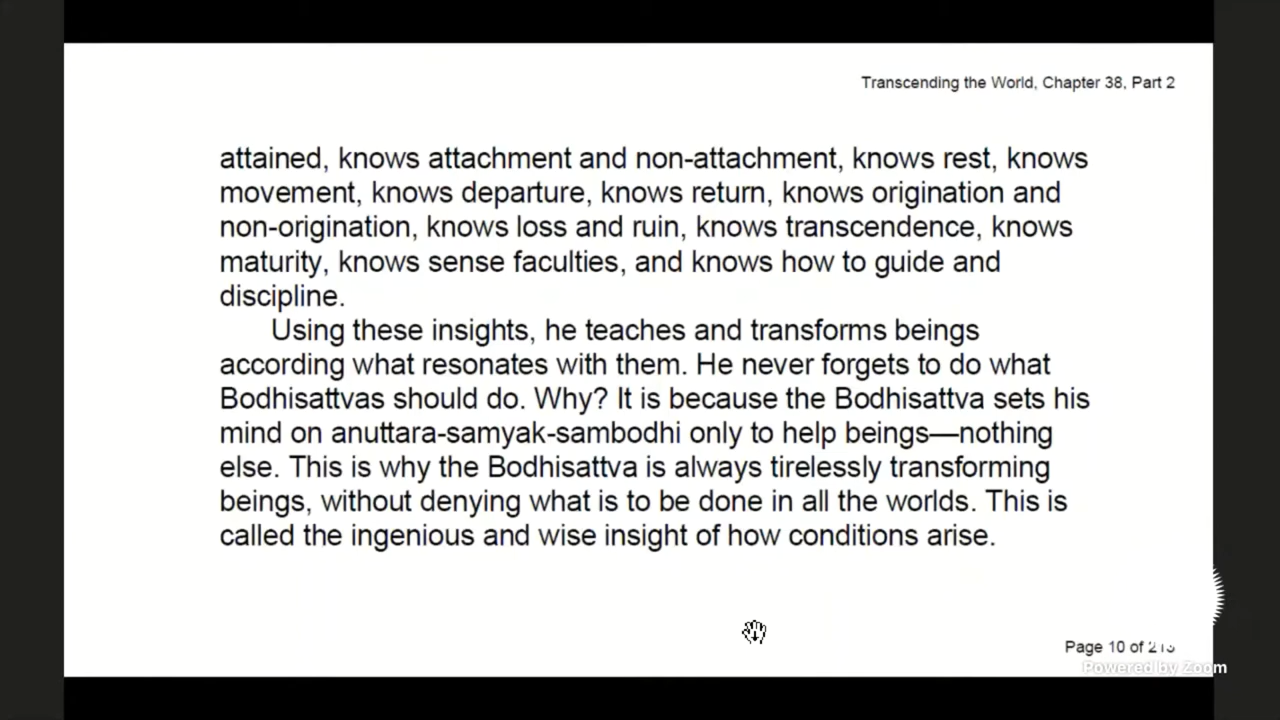 Transcending the World, Chapter 38, Part 2
attained, knows attachment and non-attachment, knows rest, knows
movement, knows departure, knows return, knows origination and
non-origination, knows loss and ruin, knows transcendence, knows
maturity, knows sense faculties, and knows how to guide and
discipline.
Using these insights, he teaches and transforms beings
according what resonates with them. He never forgets to do what
Bodhisattvas should do. Why? It is because the Bodhisattva sets his
mind on anuttara-samyak-sambodhi only to help beings—nothing
else. This is why the Bodhisattva is always tirelessly transforming
beings, without denying what is to be done in all the worlds. This is
called the ingenious and wise insight of how conditions arise.
Page 10 of
Powered by Zoom